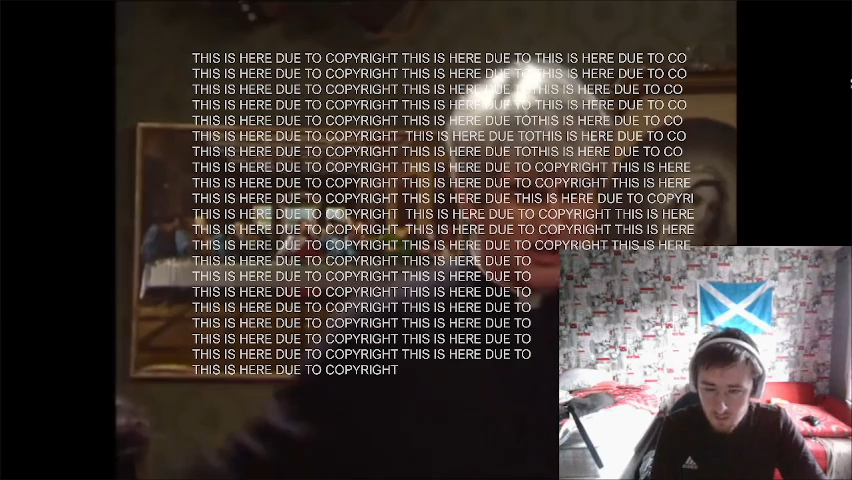 THIS IS HERE DUE TO COPYRIGHT THIS IS HERE DUE TO THIS IS HERE DUE TO CO
THIS IS HERE DUE TO COPYRIGHT THIS IS HERE DUE TO THIS IS HERE DUE TO CO
THIS IS HERE DUE TO COPYRIGHT THIS IS HERE DUE TOTHIS IS HERE DUE TO CO
THIS IS HERE DUE TO COPYRIGHT THIS IS HERE DUE TO THIS IS HERE DUE TO CO
THIS IS HERE DUE TO COPYRIGHT THIS IS HERE DUE TOTHIS IS HERE DUE TO CO
THIS IS HERE DUE TO COPYRIGHT  THIS IS HERE DUE TOTHIS IS HERE DUE TO CO
THIS IS HERE DUE TO COPYRIGHT THIS IS HERE DUE TOTHIS IS HERE DUE TO CO
THIS IS HERE DUE TO COPYRIGHT THIS IS HERE DUE TO COPYRIGHT THIS IS HERE
THIS IS HERE DUE TO COPYRIGHT THIS IS HERE DUE TO COPYRIGHT THIS IS HERE
THIS IS HERE DUE TO COPYRIGHT THIS IS HERE DUE THIS IS HERE DUE TO COPYRI
THIS IS HERE DUE TO COPYRIGHT  THIS IS HERE DUE TO COPYRIGHT THIS IS HERE
THIS IS HERE DUE TO COPYRIGHT  THIS IS HERE DUE TO COPYRIGHT THIS IS HERE
THIS IS HERE DUE TO COPYRIGHT THIS IS HERE DUE TO COPYRIGHT THIS IS HERE
THIS IS HERE DUE TO COPYRIGHT THIS IS HERE DUE TO
THIS IS HERE DUE TO COPYRIGHT THIS IS HERE DUE TO
THIS IS HERE DUE TO COPYRIGHT THIS IS HERE DUE TO
THIS IS HERE DUE TO COPYRIGHT THIS IS HERE DUE TO
THIS IS HERE DUE TO COPYRIGHT THIS IS HERE DUE TO
THIS IS HERE DUE TO COPYRIGHT THIS IS HERE DUE TO
THIS IS HERE DUE TO COPYRIGHT THIS IS HERE DUE TO
THIS IS HERE DUE TO COPYRIGHT